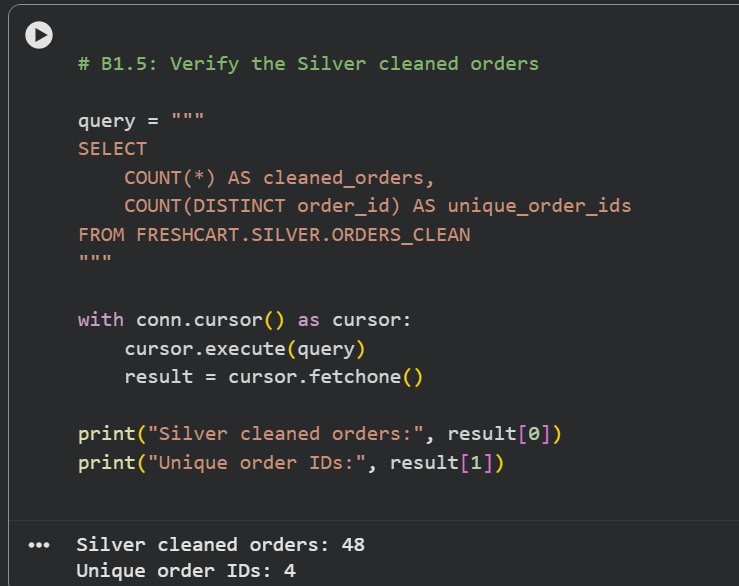 # B1.5: Verify the Silver cleaned orders
query = """
SELECT
    COUNT(*) AS cleaned_orders,
    COUNT(DISTINCT order_id) AS unique_order_ids
FROM FRESHCART.SILVER.ORDERS_CLEAN
"""
with conn.cursor() as cursor:
    cursor.execute(query)
    result = cursor.fetchone()
print("Silver cleaned orders:", result[0])
print("Unique order IDs:", result[1])
Silver cleaned orders: 48
Unique order IDs: 4